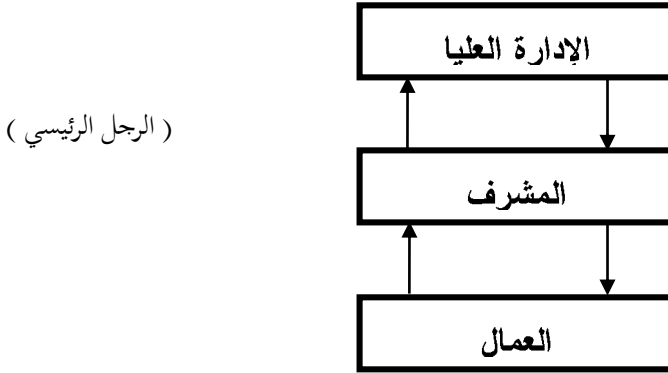 الإدارة العليا
( الرجل الرئيسي )
المشرف
العمال